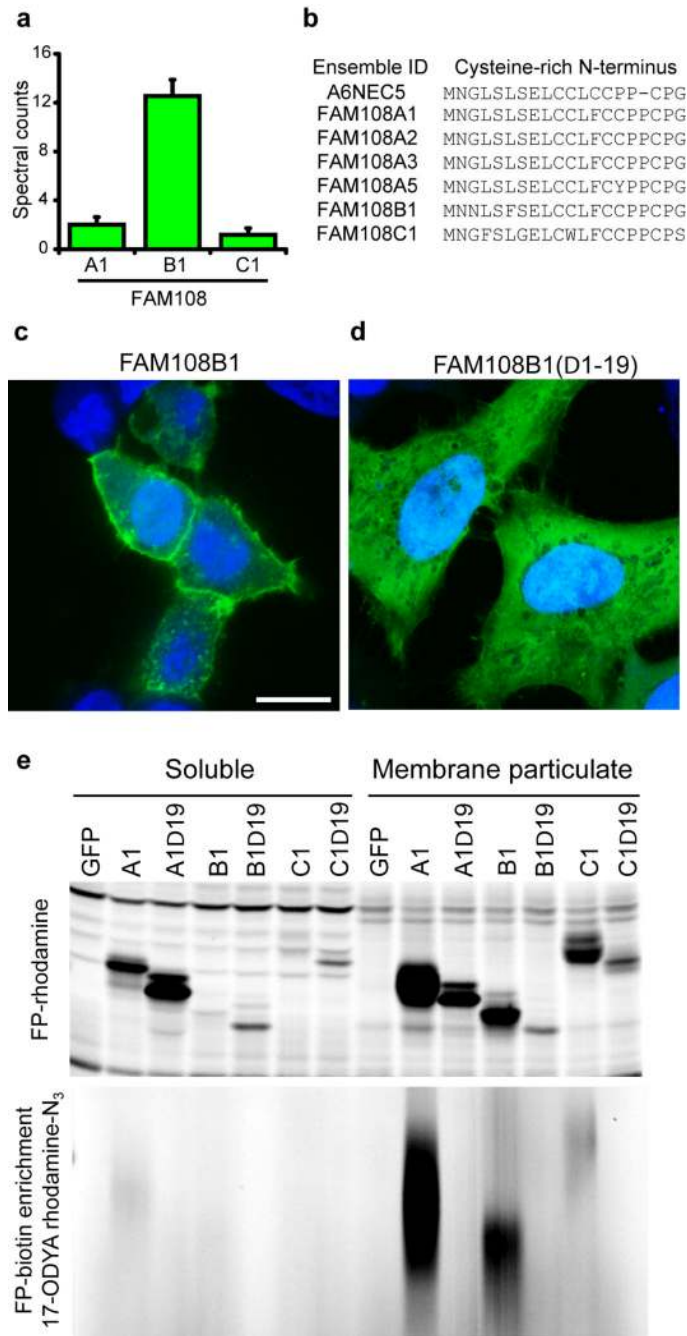 a
Spectral counts
16
12
8
4
0
A1 B1 C1
FAM108
b
Ensemble ID Cysteine-rich N-terminus
A6NEC5 MNGLSLSELCCLCCPP-CPG
FAM108A1 MNGLSLSELCCLFCCPPCPG
FAM108A2 MNGLSLSELCCLFCCPPCPG
FAM108A3 MNGLSLSELCCLFCCPPCPG
FAM108A5 MNGLSLSELCCLFCYPPCPG
FAM108B1 MNNLSFSELCCLFCCPPCPG
FAM108C1 MNGFSLGELCWLFCCPPCPS
c
FAM108B1
d
FAM108B1(D1-19)
e
Soluble Membrane particulate
GFP A1 A1D19 B1 B1D19 C1 C1D19 GFP A1 A1D19 B1 B1D19 C1 C1D19
FP-rhodamine
FP-biotin enrichment
17-ODYA rhodamine-N3